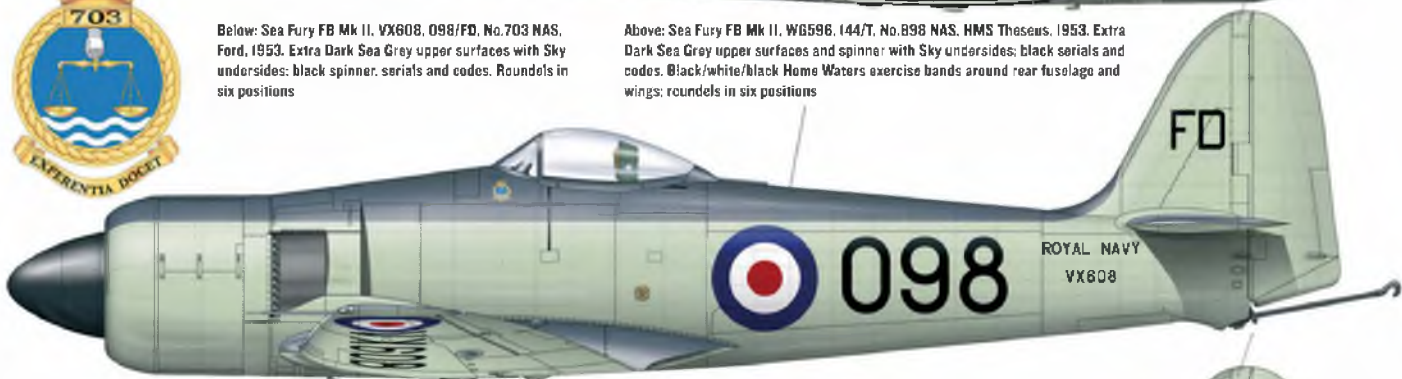 703
EXPERENTIA DOCET
Below: Sea Fury FB Mk II, VX608, 098/FD, No.703 NAS,
Ford, 1953. Extra Dark Sea Grey upper surfaces with Sky
undersides; black spinner, serials and codes. Roundels in
six positions
Above: Sea Fury FB Mk II, WG596, 144/T, No.898 NAS, HMS Theseus, 1953. Extra
Dark Sea Grey upper surfaces and spinner with Sky undersides; black serials and
codes. Black/white/black Home Waters exercise bands around rear fuselage and
wings; roundels in six positions
FD
098
ROYAL NAVY
VX608